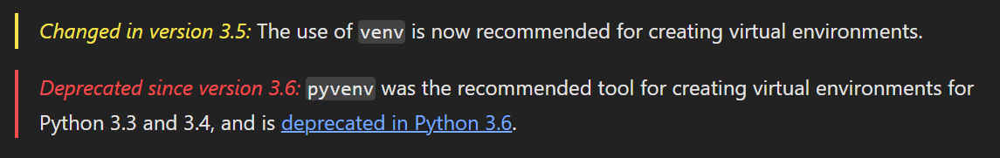 Changed in version 3.5: The use of venv is now recommended for creating virtual environments.
Deprecated since version 3.6: pyvenv was the recommended tool for creating virtual environments for
Python 3.3 and 3.4, and is deprecated in Python 3.6.